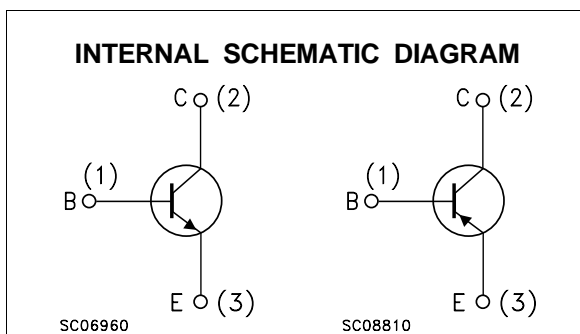 INTERNAL SCHEMATIC DIAGRAM
C (2) C (2)
(1) (1)
B B
E (3) E (3)
SC06960 SC08810